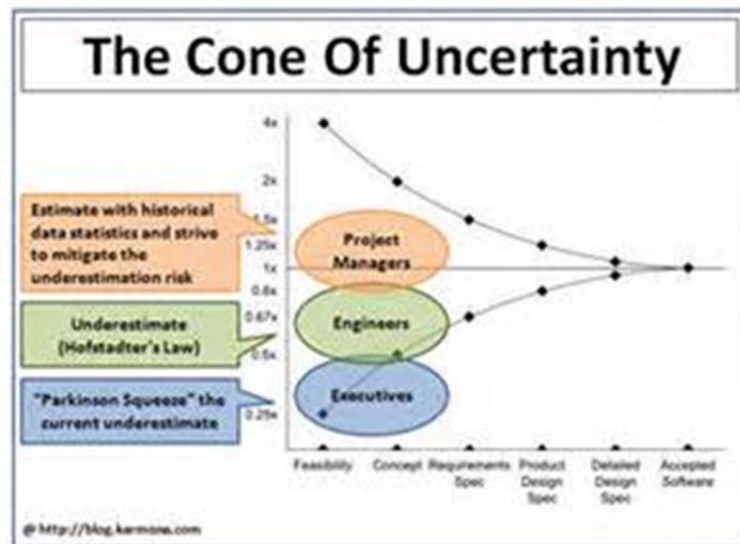 The Cone Of Uncertainty
4x
2x
1.5x
1.25x
1x
0.8x
0.67x
0.5x
0.25x
Estimate with historical
data statistics and strive
to mitigate the
underestimation risk
Project
Managers
Underestimate
(Hofstadter's Law)
Engineers
"Parkinson Squeeze" the
current underestimate
Executives
Feasibility
Concept
Requirements
Spec
Product
Design
Spec
Detailed
Design
Spec
Accepted
Software
@ http://blog.karmona.com